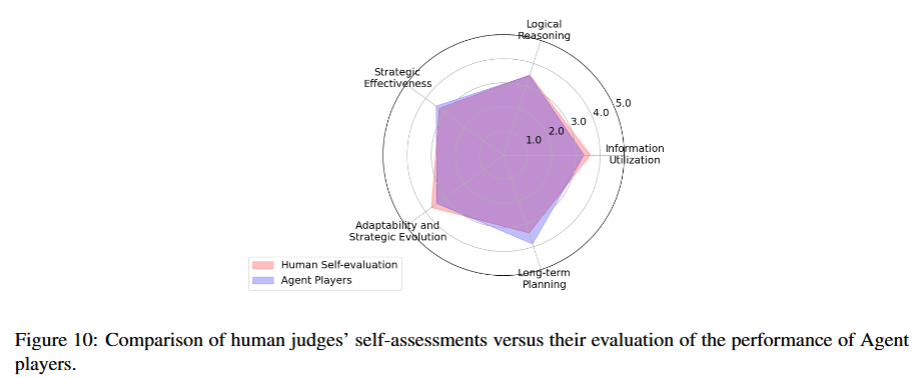 Logical
Reasoning
Strategic
Effectiveness
5.0
4.0
3.0
2.0
1.0
Information
Utilization
Adaptability and
Strategic Evolution
Long-term
Planning
Human Self-evaluation
Agent Players
Figure 10: Comparison of human judges’ self-assessments versus their evaluation of the performance of Agent
players.